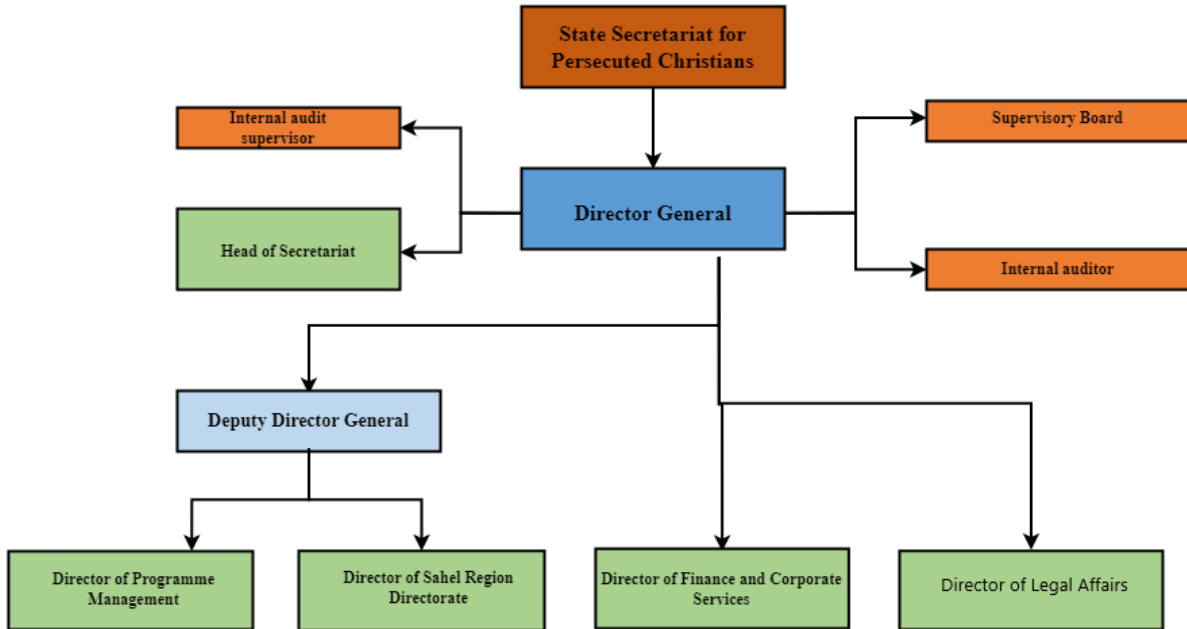 State Secretariat for
Persecuted Christians
Internal audit
supervisor
Supervisory Board
Director General
Head of Secretariat
Internal auditor
Deputy Director General
Director of Programme
Management
Director of Sahel Region
Directorate
Director of Finance and Corporate
Services
Director of Legal Affairs